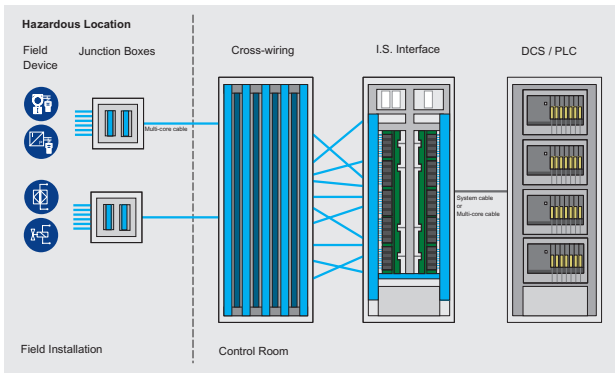 Hazardous Location
Field
Device
Junction Boxes
Cross-wiring
I.S. Interface
DCS / PLC
Multi-core cable
System cable
or
Multi-core cable
Field Installation
Control Room